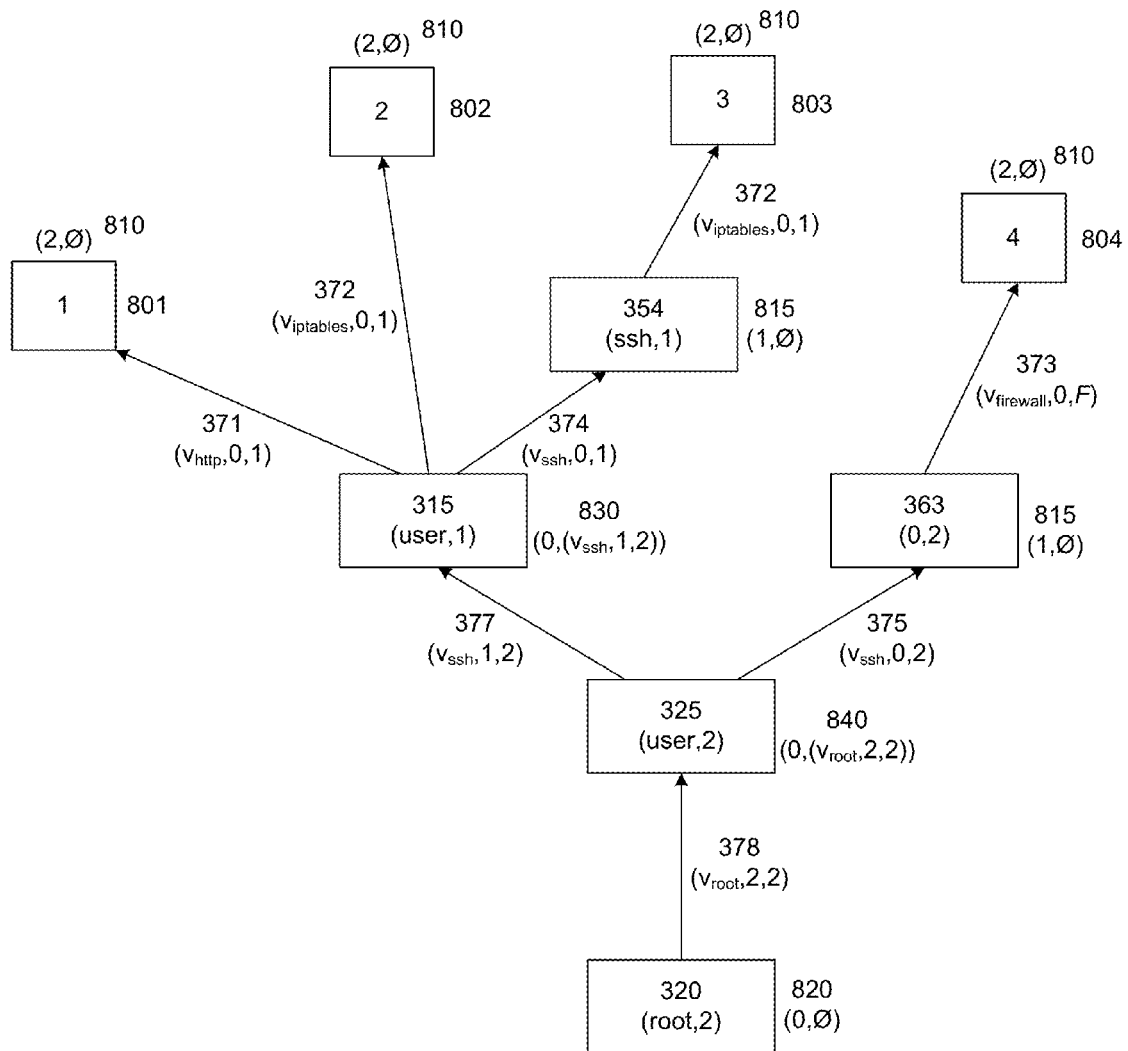 (2,Ø) 810
2
802
(2,Ø) 810
3
803
(2,Ø) 810
4
804
(2,Ø) 810
1
801
372
(v_iptables,0,1)
372
(v_iptables,0,1)
354
(ssh,1)
815
(1,Ø)
373
(v_firewall,0,F)
371
(v_http,0,1)
374
(v_ssh,0,1)
315
(user,1)
830
(0,(v_ssh,1,2))
363
(0,2)
815
(1,Ø)
377
(v_ssh,1,2)
375
(v_ssh,0,2)
325
(user,2)
840
(0,(v_root,2,2))
378
(v_root,2,2)
320
(root,2)
820
(0,Ø)